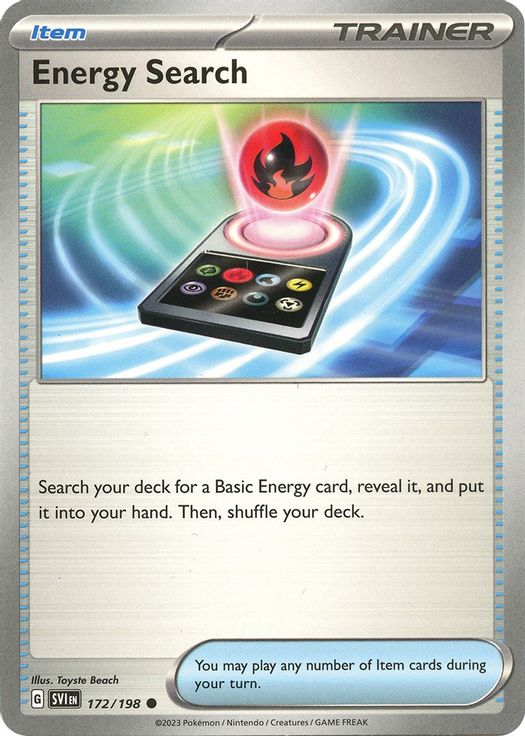 Item
TRAINER
Energy Search
Search your deck for a Basic Energy card, reveal it, and put
it into your hand. Then, shuffle your deck.
Illus. Toyste Beach
You may play any number of Item cards during
your turn.
G SVI EN 172/198
©2023 Pokémon / Nintendo / Creatures / GAME FREAK